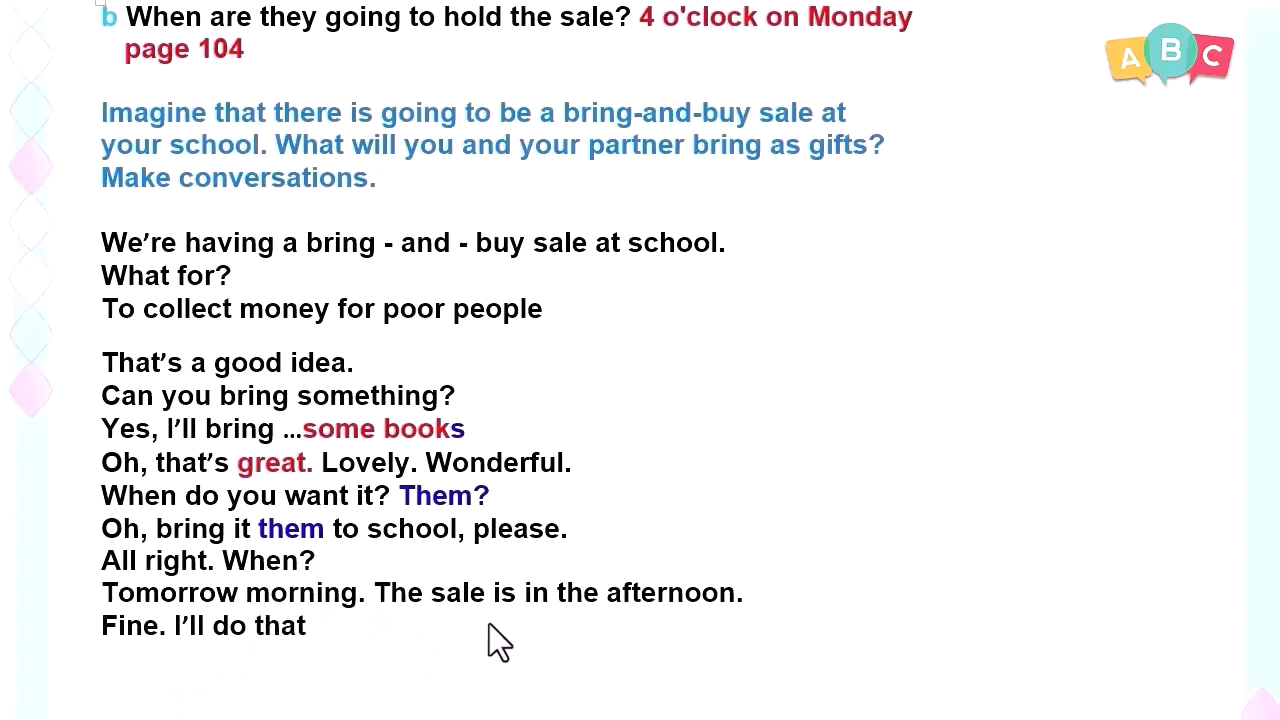 b When are they going to hold the sale? 4 o'clock on Monday
page 104
A B C
Imagine that there is going to be a bring-and-buy sale at
your school. What will you and your partner bring as gifts?
Make conversations.
We’re having a bring - and - buy sale at school.
What for?
To collect money for poor people
That’s a good idea.
Can you bring something?
Yes, I’ll bring ...some books
Oh, that’s great. Lovely. Wonderful.
When do you want it? Them?
Oh, bring it them to school, please.
All right. When?
Tomorrow morning. The sale is in the afternoon.
Fine. I’ll do that